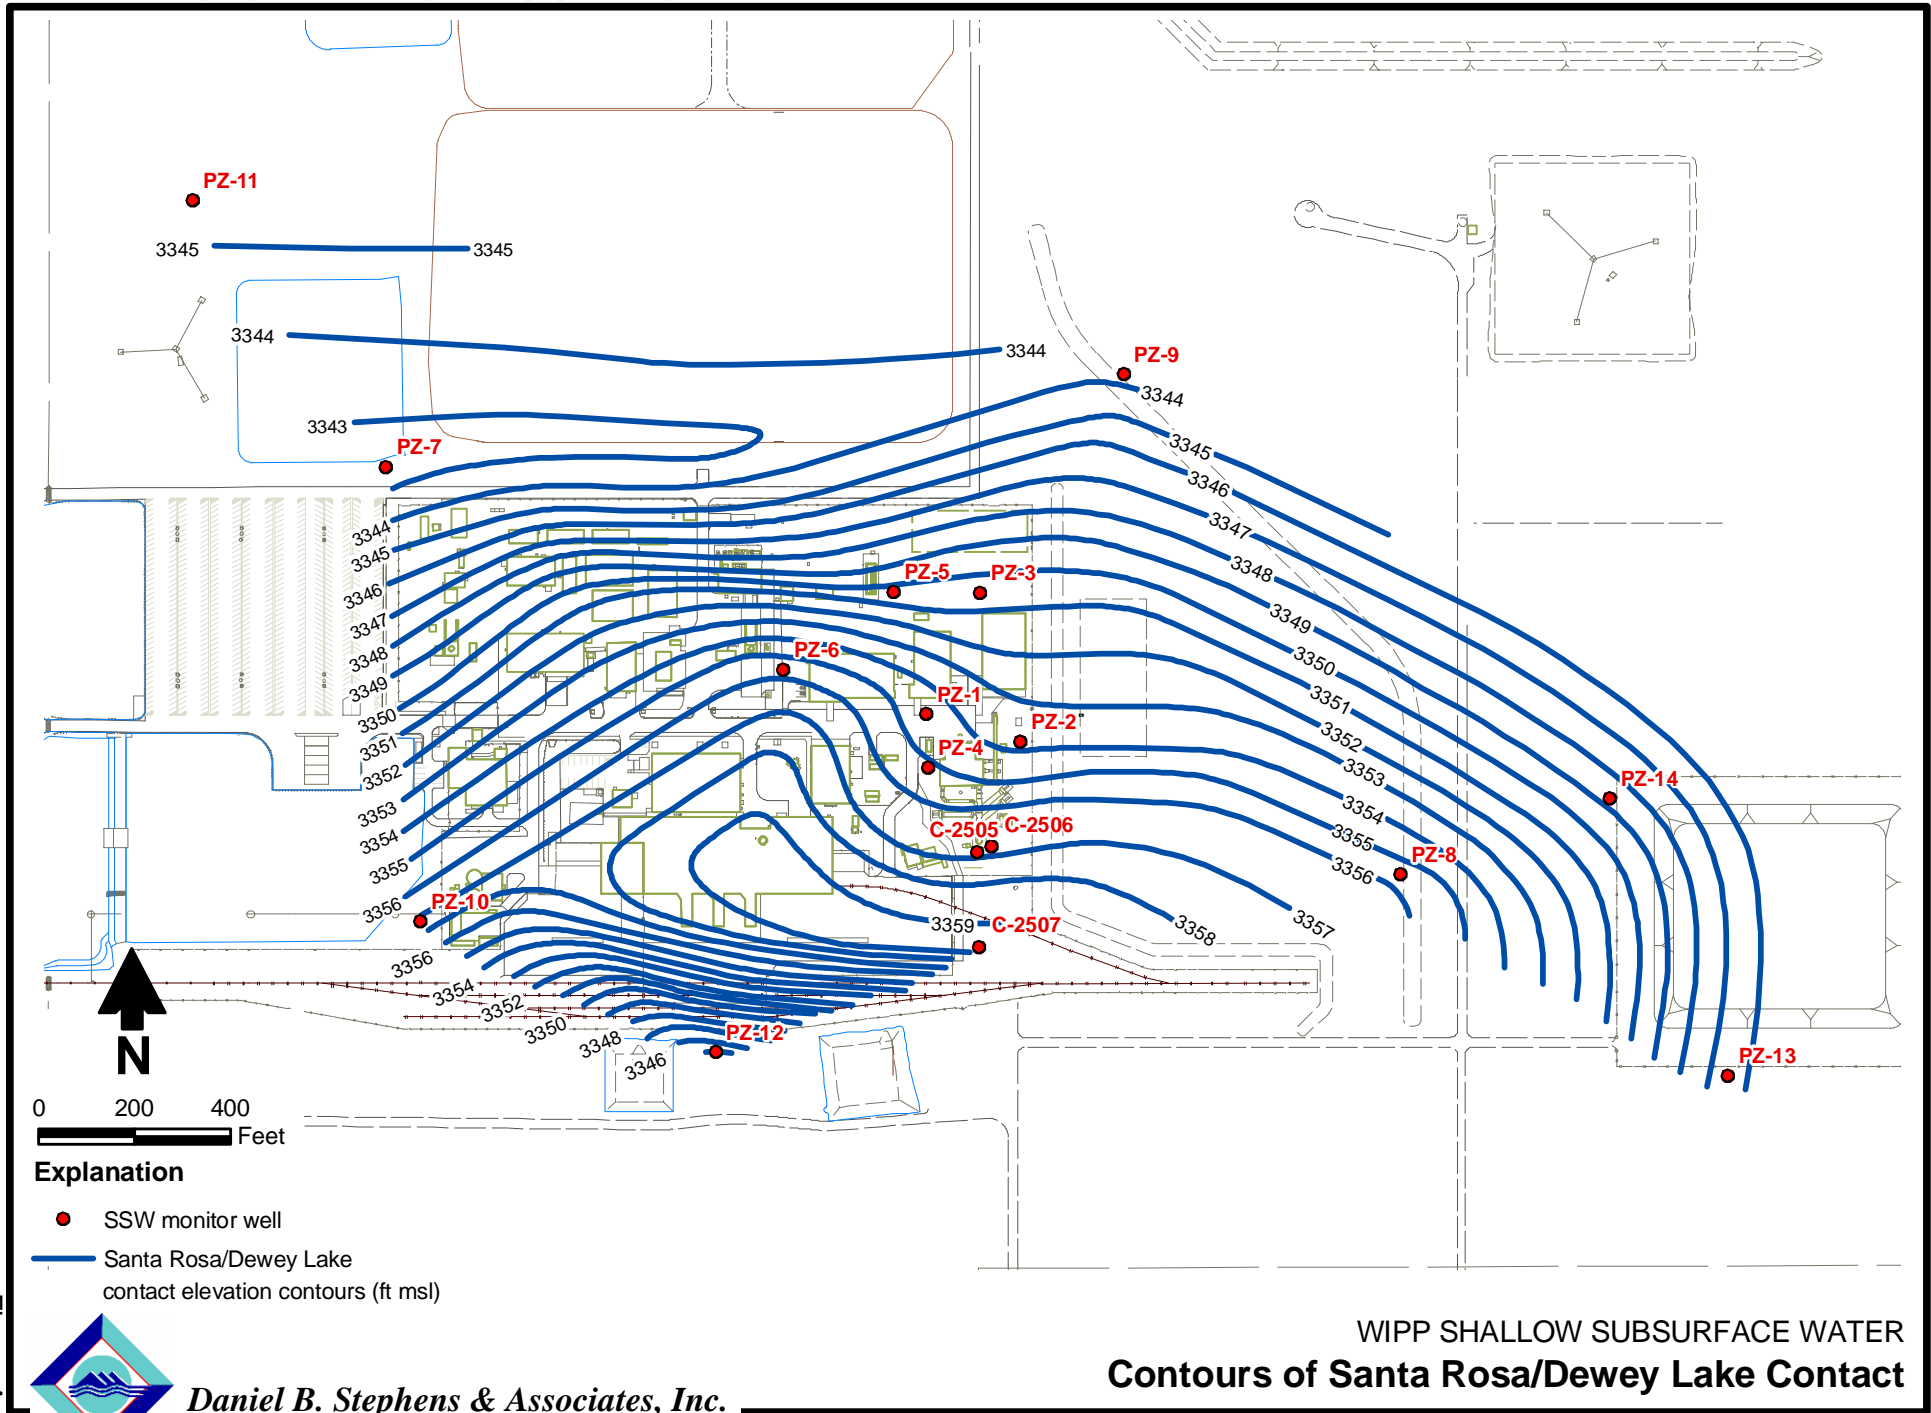 PZ-11
3345
3345
3344
3344
PZ-9
3344
3343
PZ-7
3345
3346
3347
3348
3349
3350
3351
3352
3353
3354
3355
3356
3344
3345
3346
3347
3348
3349
3350
3351
3352
3353
3354
3355
3356
PZ-5
PZ-3
PZ-6
PZ-1
PZ-2
PZ-4
C-2505
C-2506
PZ-14
PZ-8
PZ-10
3359
C-2507
3358
3357
3356
3354
3352
3350
3348
3346
PZ-12
PZ-13
N
0 200 400
Feet
Explanation
SSW monitor well
Santa Rosa/Dewey Lake
contact elevation contours (ft msl)
WIPP SHALLOW SUBSURFACE WATER
Contours of Santa Rosa/Dewey Lake Contact
Daniel B. Stephens & Associates, Inc.